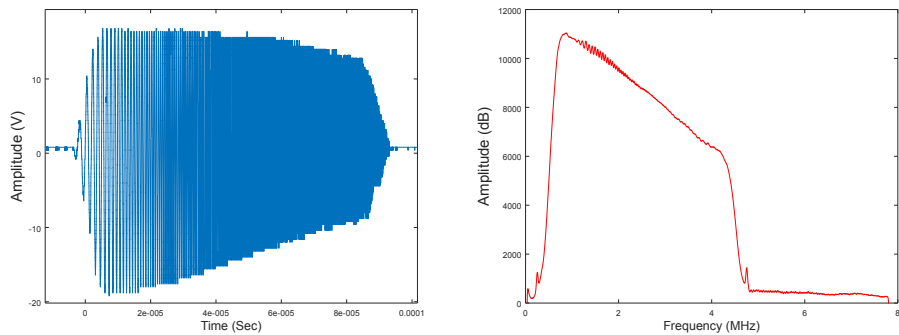 Amplitude (V)
10
0
-10
-20
0
2e-005
4e-005
6e-005
8e-005
0.0001
Time (Sec)
Amplitude (dB)
12000
10000
8000
6000
4000
2000
0
0
2
4
6
8
Frequency (MHz)